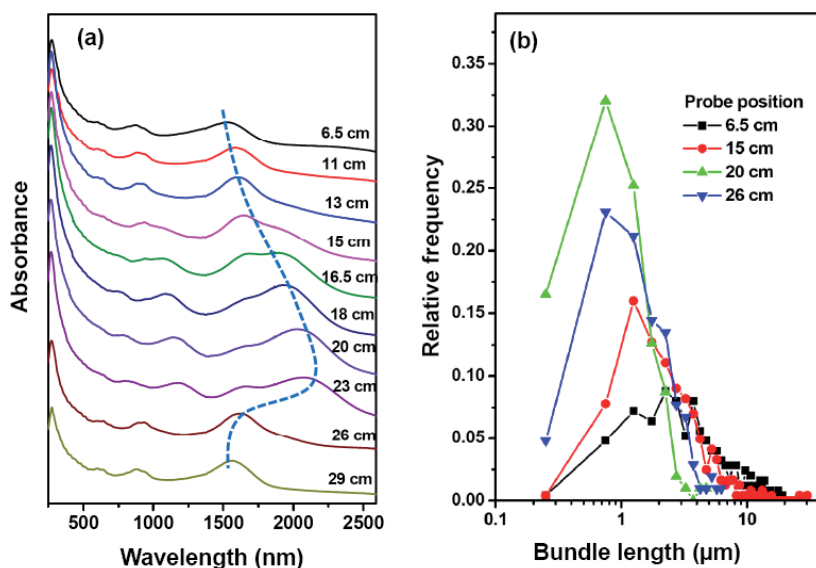 (a)
Absorbance
6.5 cm
11 cm
13 cm
15 cm
16.5 cm
18 cm
20 cm
23 cm
26 cm
29 cm
500 1000 1500 2000 2500
Wavelength (nm)
(b)
Relative frequency
0.35
0.30
0.25
0.20
0.15
0.10
0.05
0.00
Probe position
6.5 cm
15 cm
20 cm
26 cm
0.1 1 10
Bundle length (µm)